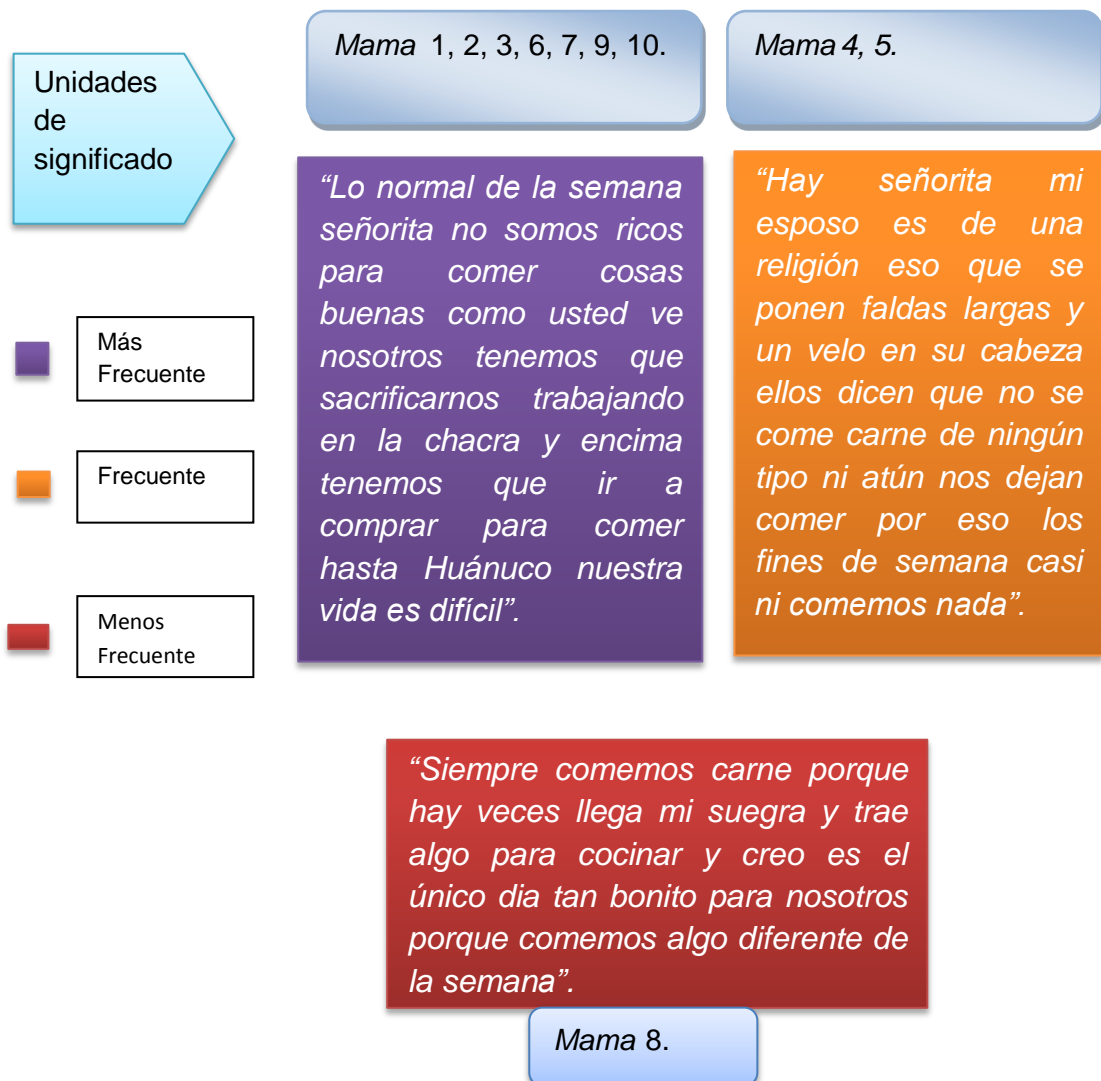 Unidades
de
significado
Mama 1, 2, 3, 6, 7, 9, 10.
Mama 4, 5.
Más
Frecuente
Frecuente
Menos
Frecuente
“Lo normal de la semana
señorita no somos ricos
para comer cosas
buenas como usted ve
nosotros tenemos que
sacrificarnos trabajando
en la chacra y encima
tenemos que ir a
comprar para comer
hasta Huánuco nuestra
vida es difícil”.
“Hay señorita mi
esposo es de una
religión eso que se
ponen faldas largas y
un velo en su cabeza
ellos dicen que no se
come carne de ningún
tipo ni atún nos dejan
comer por eso los
fines de semana casi
ni comemos nada”.
“Siempre comemos carne porque
hay veces llega mi suegra y trae
algo para cocinar y creo es el
único dia tan bonito para nosotros
porque comemos algo diferente de
la semana”.
Mama 8.